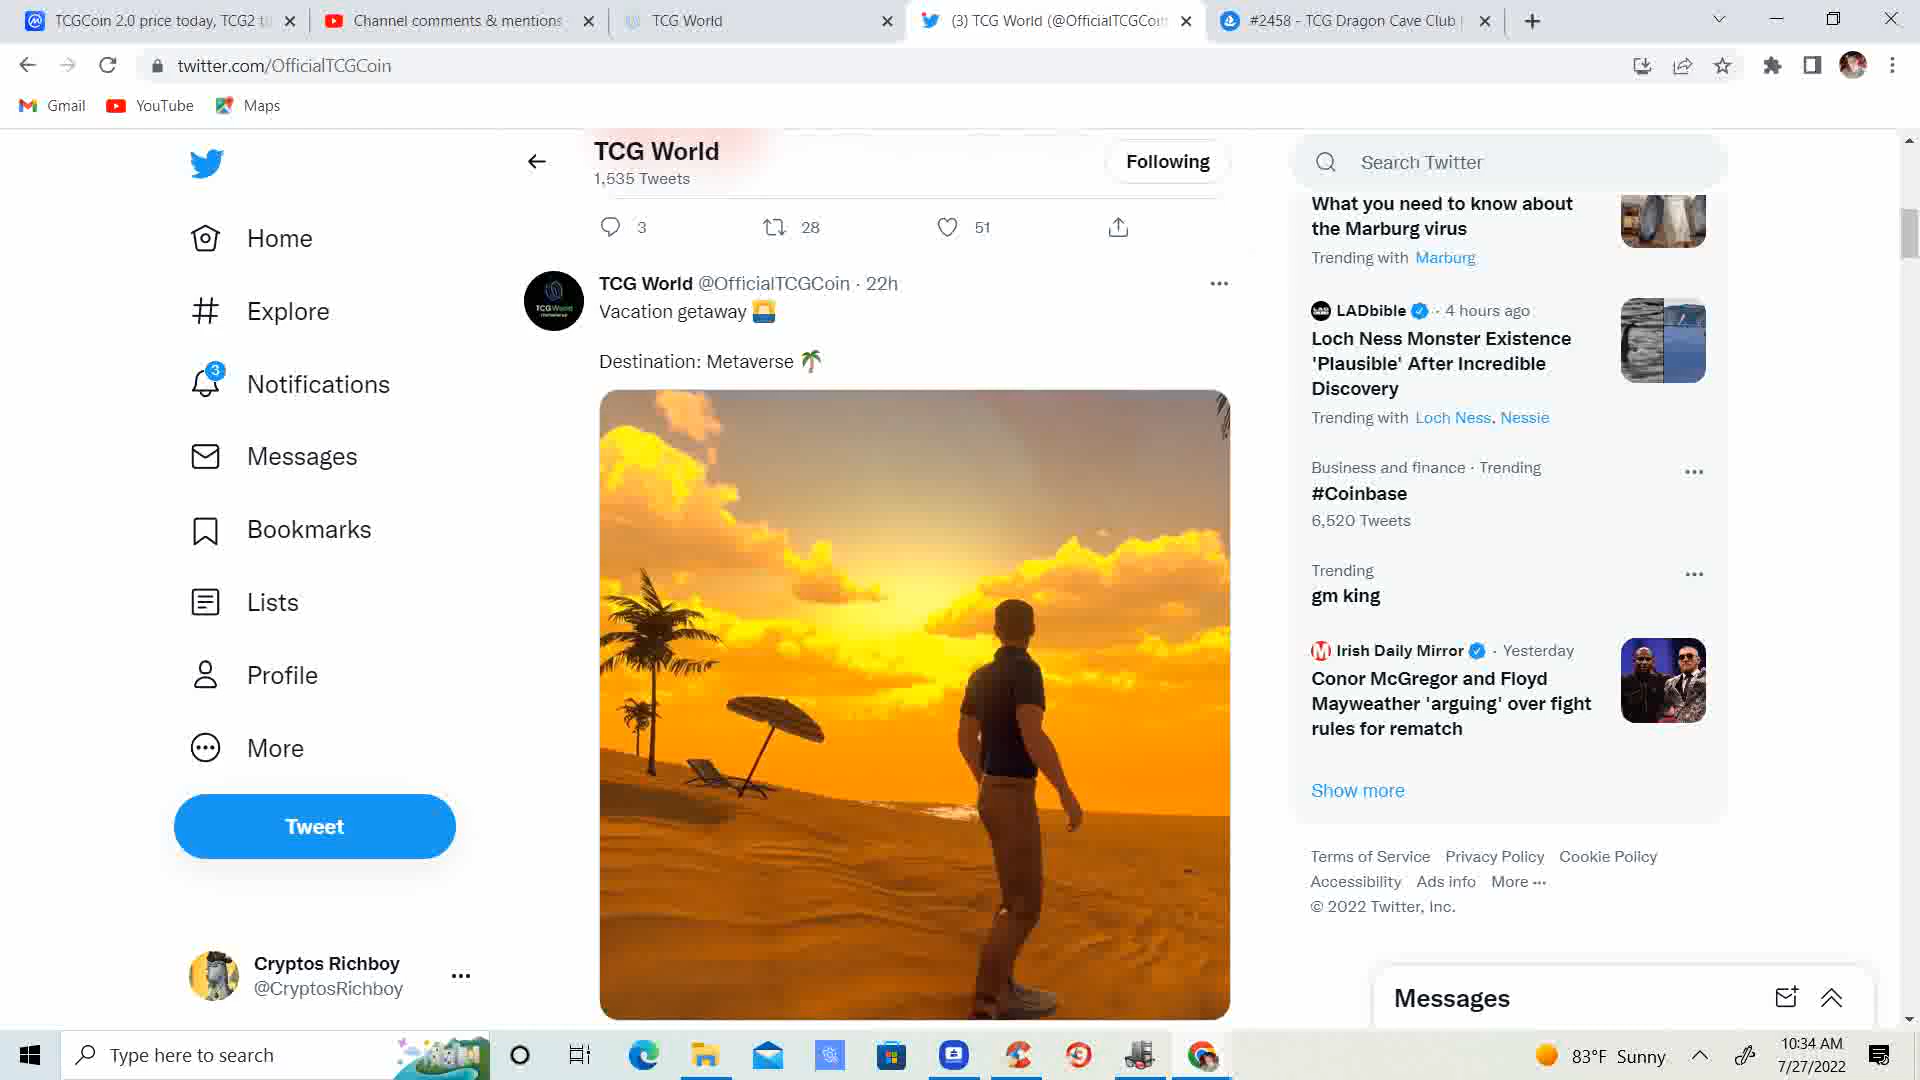 TCGCoin 2.0 price today, TCG2 t
Channel comments & mentions
TCG World
(3) TCG World (@OfficialTCGCoin
#2458 - TCG Dragon Cave Club |
twitter.com/OfficialTCGCoin
Gmail
YouTube
Maps
TCG World
1,535 Tweets
Following
Search Twitter
Home
Explore
3
Notifications
Messages
Bookmarks
Lists
Profile
More
Tweet
Cryptos Richboy
@CryptosRichboy
3
28
51
TCG World
TCG World @OfficialTCGCoin · 22h
Vacation getaway
Destination: Metaverse
What you need to know about
the Marburg virus
Trending with Marburg
LADbible · 4 hours ago
Loch Ness Monster Existence
'Plausible' After Incredible
Discovery
Trending with Loch Ness, Nessie
Business and finance · Trending
#Coinbase
6,520 Tweets
Trending
gm king
Irish Daily Mirror · Yesterday
Conor McGregor and Floyd
Mayweather 'arguing' over fight
rules for rematch
Show more
Terms of Service Privacy Policy Cookie Policy
Accessibility Ads info More ···
© 2022 Twitter, Inc.
Messages
Type here to search
83°F Sunny
10:34 AM
7/27/2022